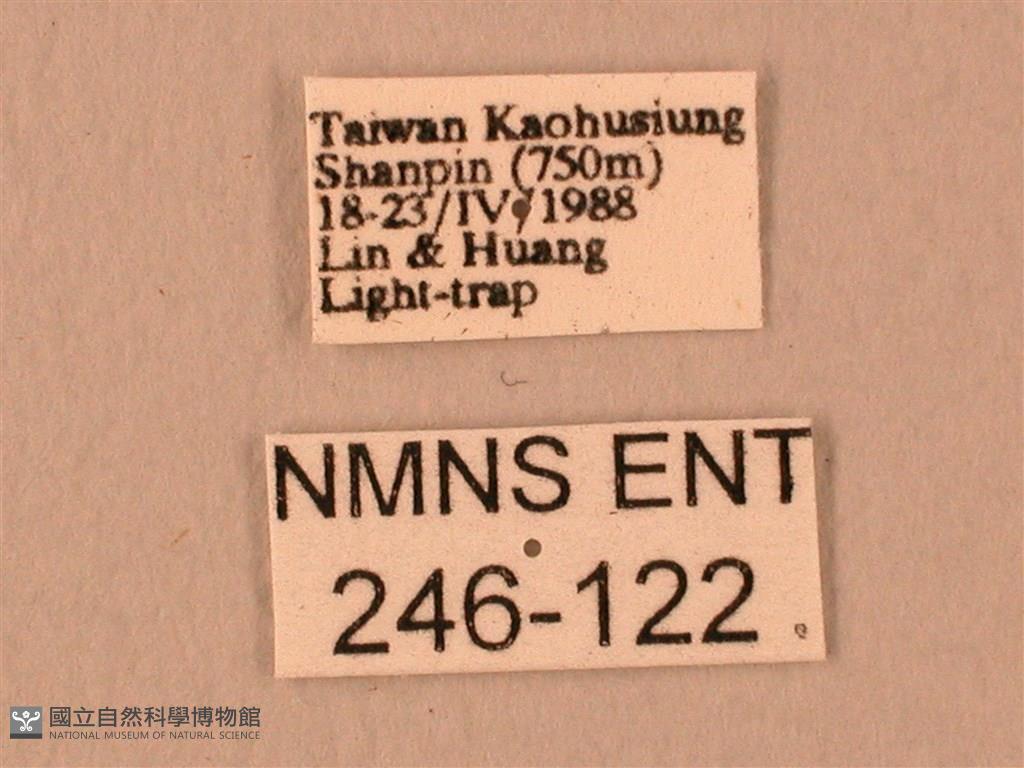 Taiwan Kaohusiung
Shanpin (750m)
18-23/IV/1988
Lin & Huang
Light-trap
NMNS ENT
246-122
國立自然科學博物館
NATIONAL MUSEUM OF NATURAL SCIENCE